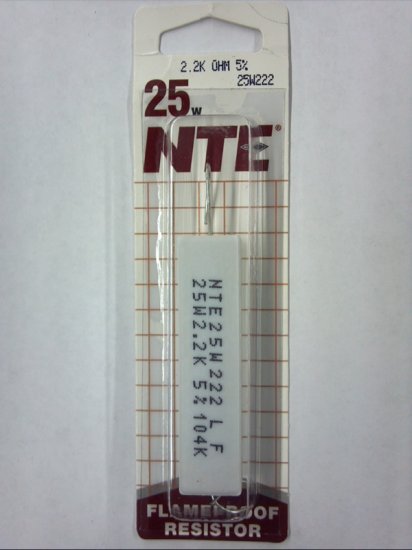 2.2K OHM 5%
25W222
25W
NTE®
NTE25W222 LF
25W2.2K 5%104K
FLAMEPROOF
RESISTOR